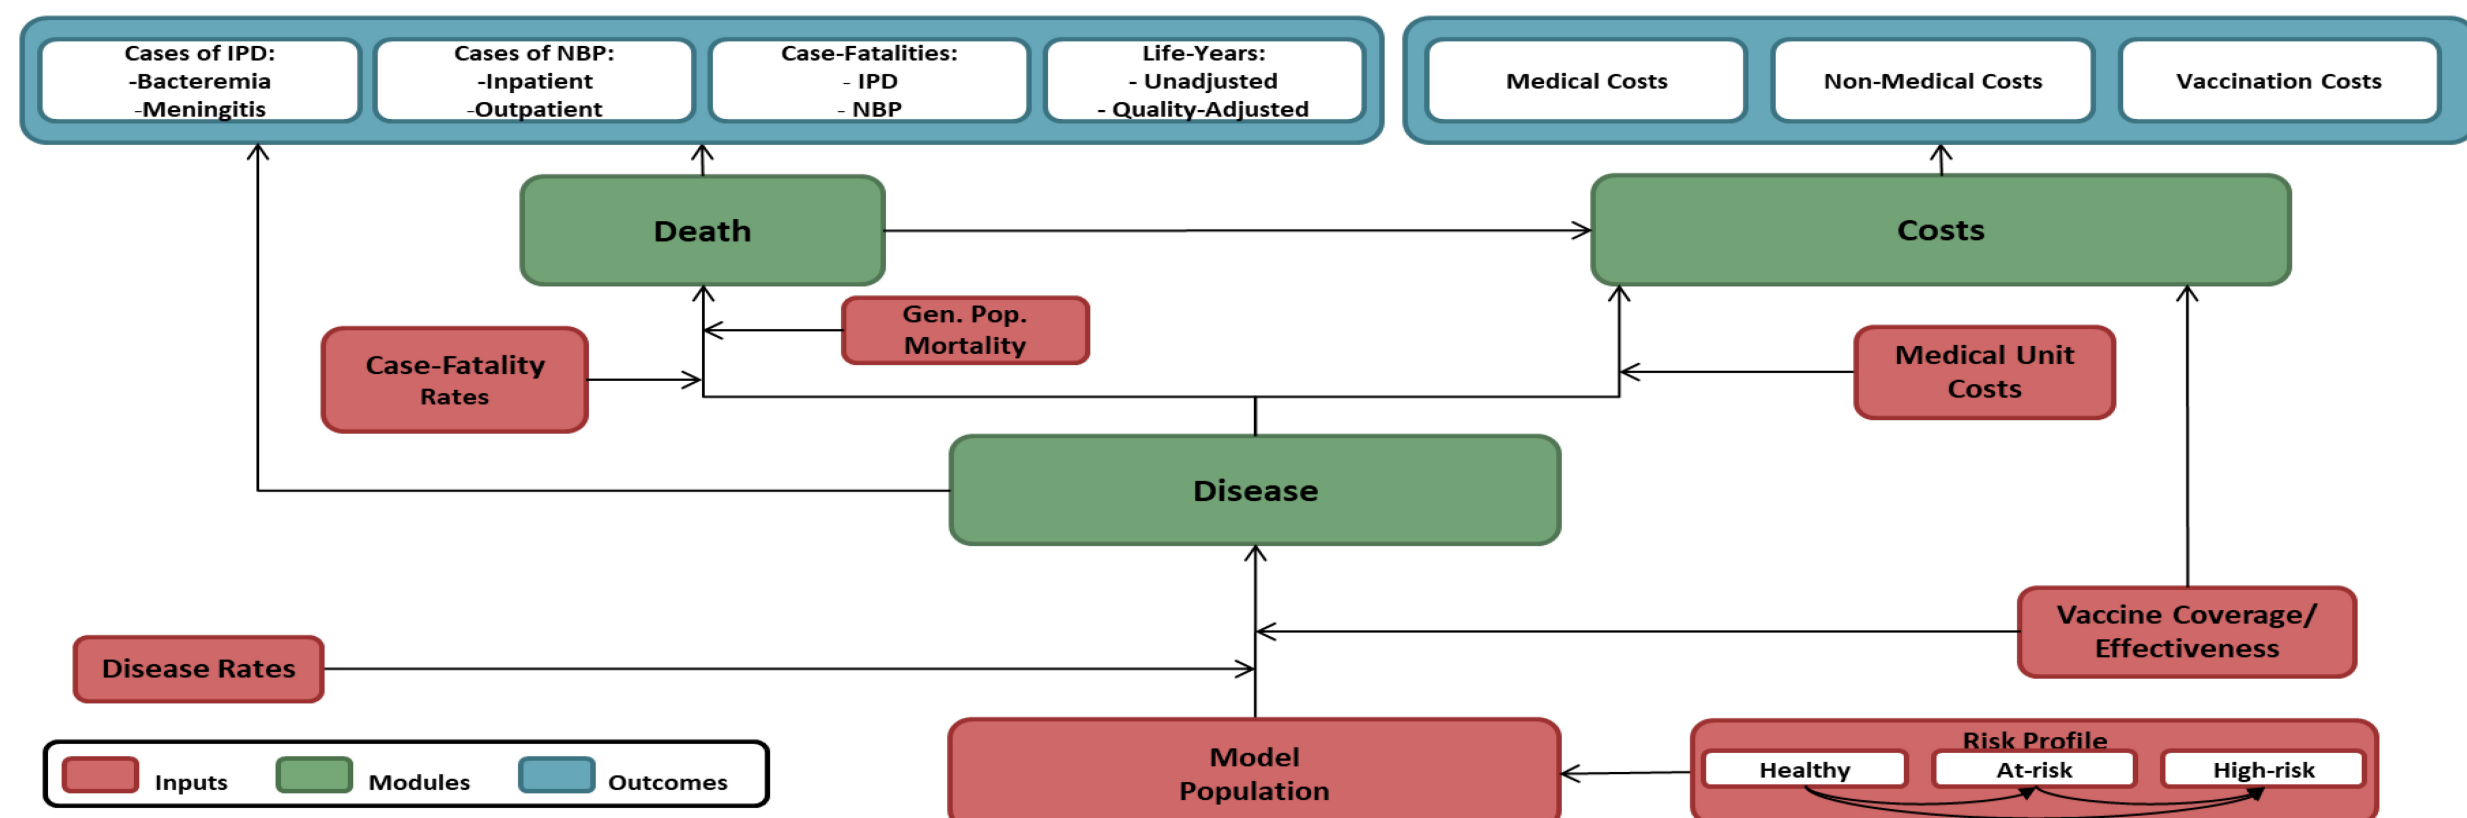 Cases of IPD:
-Bacteremia
-Meningitis
Cases of NBP:
-Inpatient
-Outpatient
Case-Fatalities:
- IPD
- NBP
Life-Years:
- Unadjusted
- Quality-Adjusted
Medical Costs
Non-Medical Costs
Vaccination Costs
Death
Costs
Gen. Pop.
Mortality
Case-Fatality
Rates
Medical Unit
Costs
Disease
Vaccine Coverage/
Effectiveness
Disease Rates
Model
Population
Risk Profile
Healthy
At-risk
High-risk
Inputs
Modules
Outcomes